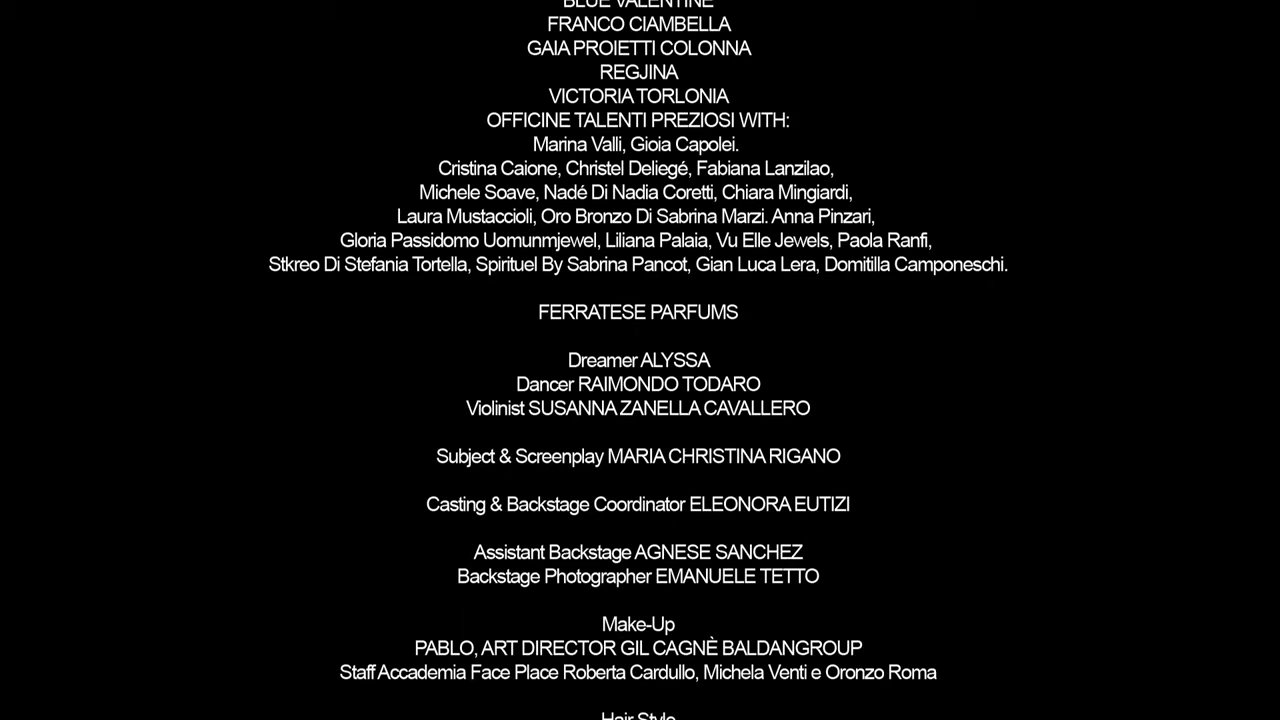 BLUE VALENTINE
FRANCO CIAMBELLA
GAIA PROIETTI COLONNA
REGJINA
VICTORIA TORLONIA
OFFICINE TALENTI PREZIOSI WITH:
Marina Valli, Gioia Capolei.
Cristina Caione, Christel Deliegé, Fabiana Lanzilao,
Michele Soave, Nadé Di Nadia Coretti, Chiara Mingiardi,
Laura Mustaccioli, Oro Bronzo Di Sabrina Marzi. Anna Pinzari,
Gloria Passidomo Uomunmjewel, Liliana Palaia, Vu Elle Jewels, Paola Ranfi,
Stkreo Di Stefania Tortella, Spirituel By Sabrina Pancot, Gian Luca Lera, Domitilla Camponeschi.
FERRATESE PARFUMS
Dreamer ALYSSA
Dancer RAIMONDO TODARO
Violinist SUSANNA ZANELLA CAVALLERO
Subject & Screenplay MARIA CHRISTINA RIGANO
Casting & Backstage Coordinator ELEONORA EUTIZI
Assistant Backstage AGNESE SANCHEZ
Backstage Photographer EMANUELE TETTO
Make-Up
PABLO, ART DIRECTOR GIL CAGNÈ BALDANGROUP
Staff Accademia Face Place Roberta Cardullo, Michela Venti e Oronzo Roma
Hair Style